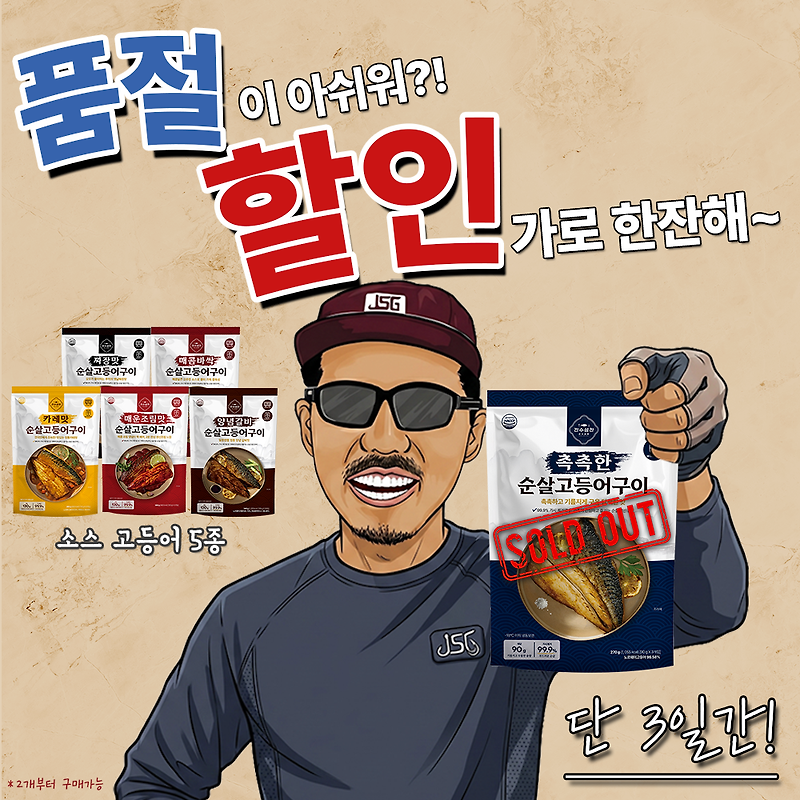 품절이 아쉬워?!
할인가로 한잔해~
JSG
짜장맛
순살고등어구이
매콤바싹
순살고등어구이
카레맛
순살고등어구이
매운조림맛
순살고등어구이
양념갈비
순살고등어구이
소스 고등어 5종
촉촉한
순살고등어구이
SOLD OUT
90g
99.9%
JSG
단 3일간!
*2개부터 구매가능